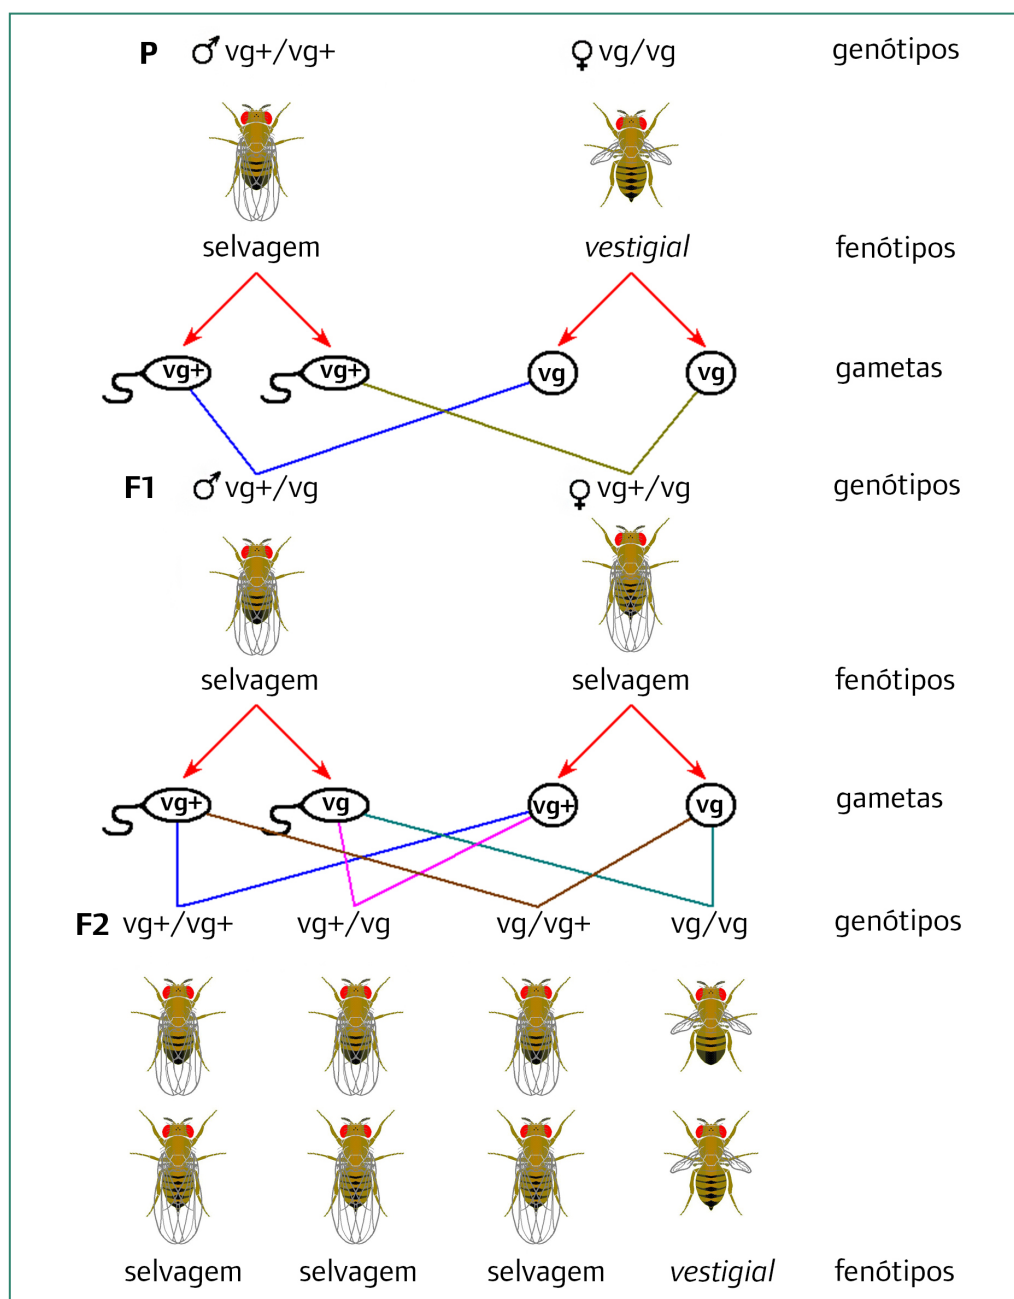 P ♂ vg+/vg+ ♀ vg/vg genótipos
selvagem vestigial fenótipos
vg+ vg+ vg vg gametas
F1 ♂ vg+/vg ♀ vg+/vg genótipos
selvagem selvagem fenótipos
vg+ vg vg+ vg gametas
F2 vg+/vg+ vg+/vg vg/vg+ vg/vg genótipos
selvagem selvagem selvagem vestigial fenótipos